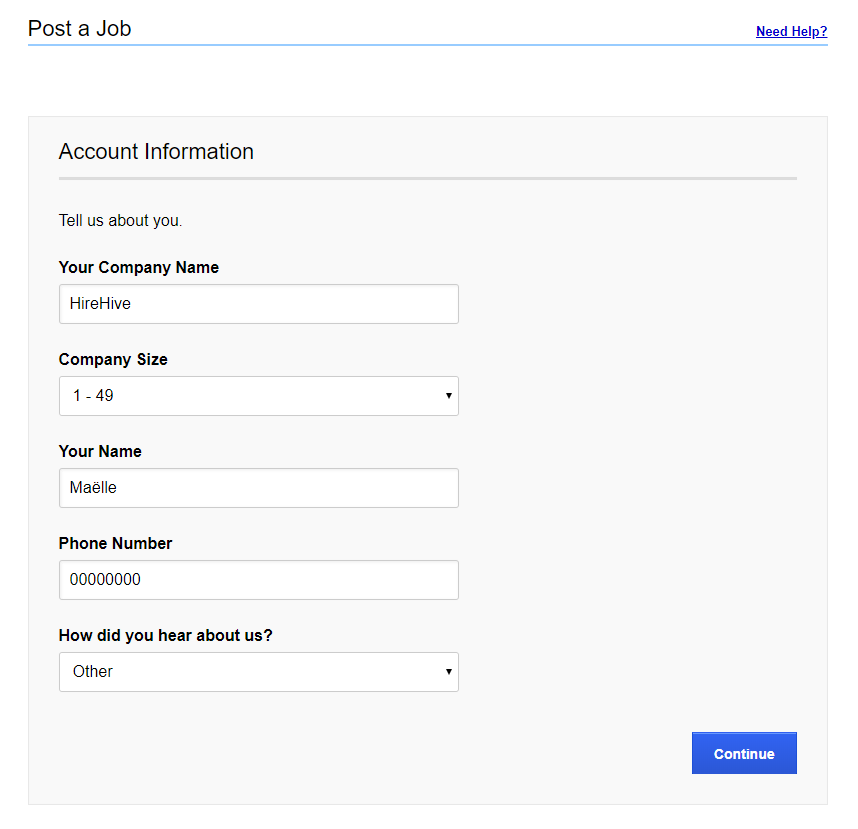 Post a Job
Need Help?
Account Information
Tell us about you.
Your Company Name
HireHive
Company Size
1 - 49
Your Name
Maëlle
Phone Number
00000000
How did you hear about us?
Other
Continue